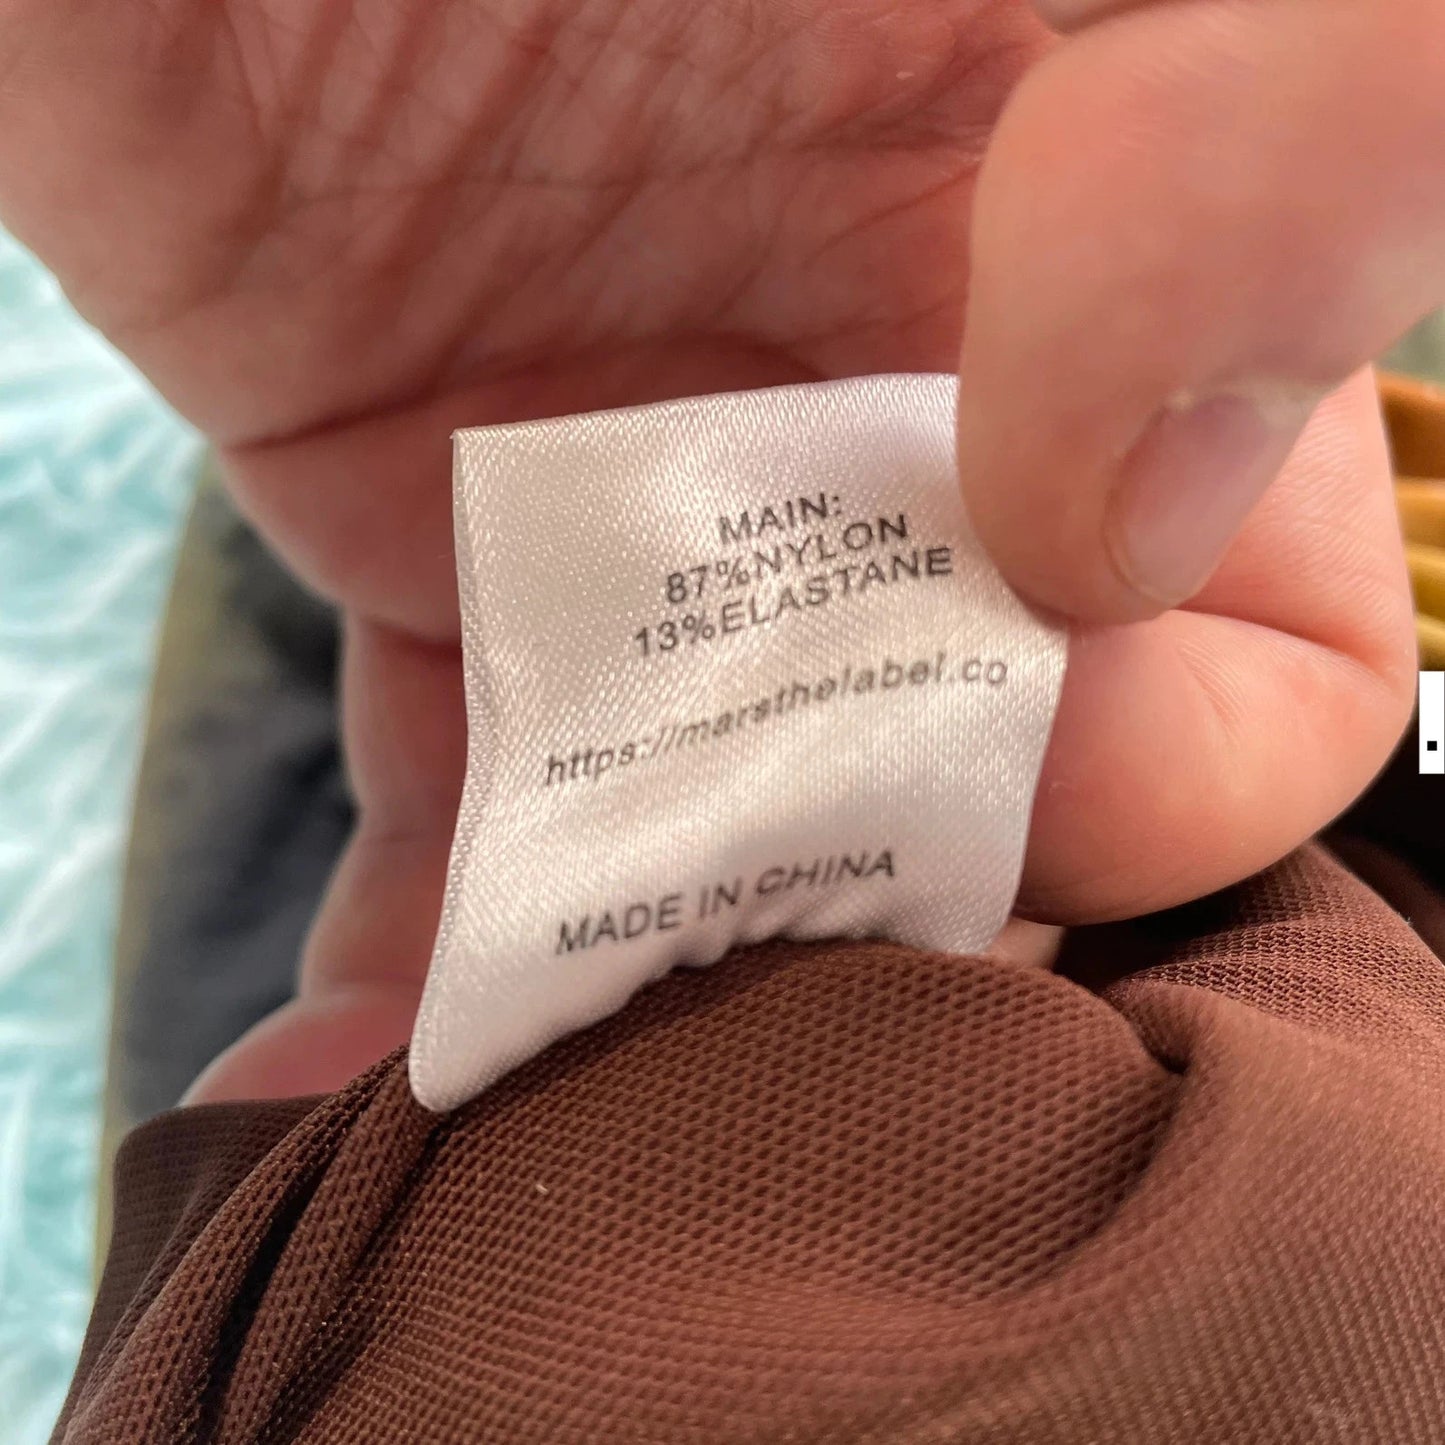 MAIN:
87%NYLON
13%ELASTANE
https://marsthelabel.co
MADE IN CHINA
.